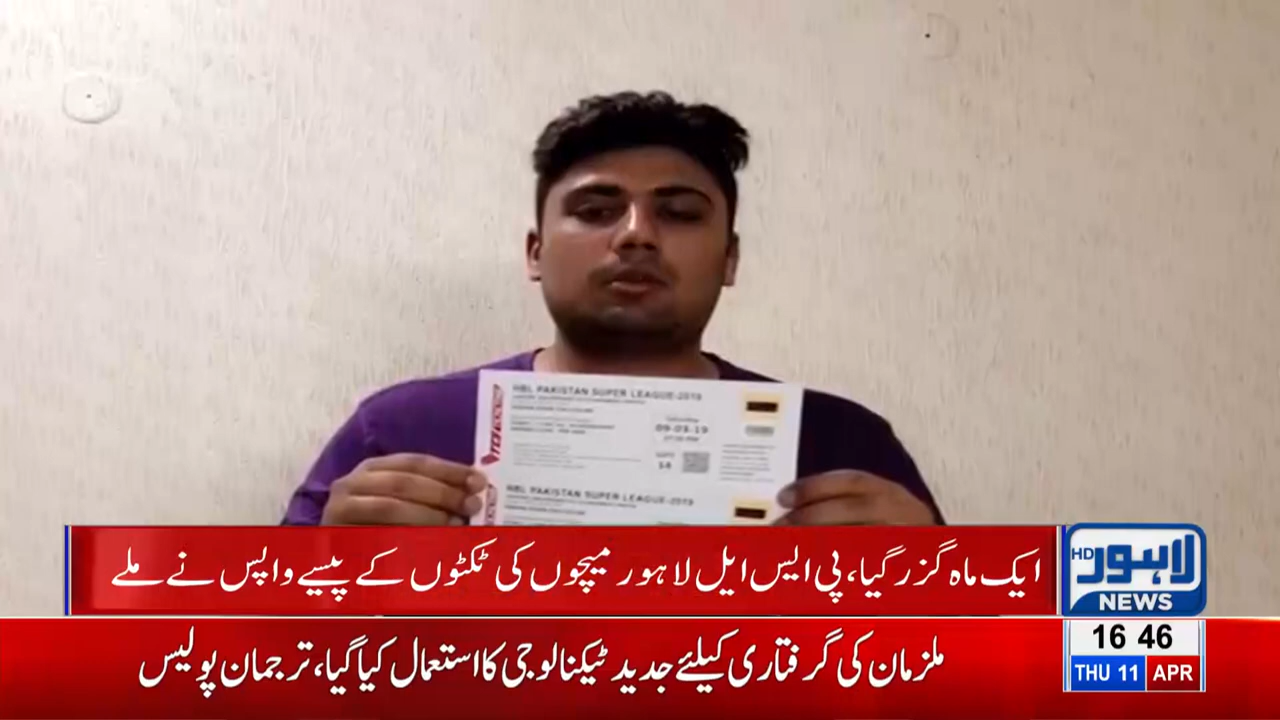 HBL PAKISTAN SUPER LEAGUE-2019
09-03-19
14
HBL PAKISTAN SUPER LEAGUE-2019
ایک ماہ گزر گیا، پی ایس ایل لاہور میچوں کی ٹکٹوں کے پیسے واپس نے ملے
HD
لاہور
NEWS
ملزمان کی گرفتاری کیلئے جدید ٹیکنالوجی کا استعمال کیا گیا، ترجمان پولیس
16 46
THU 11 APR